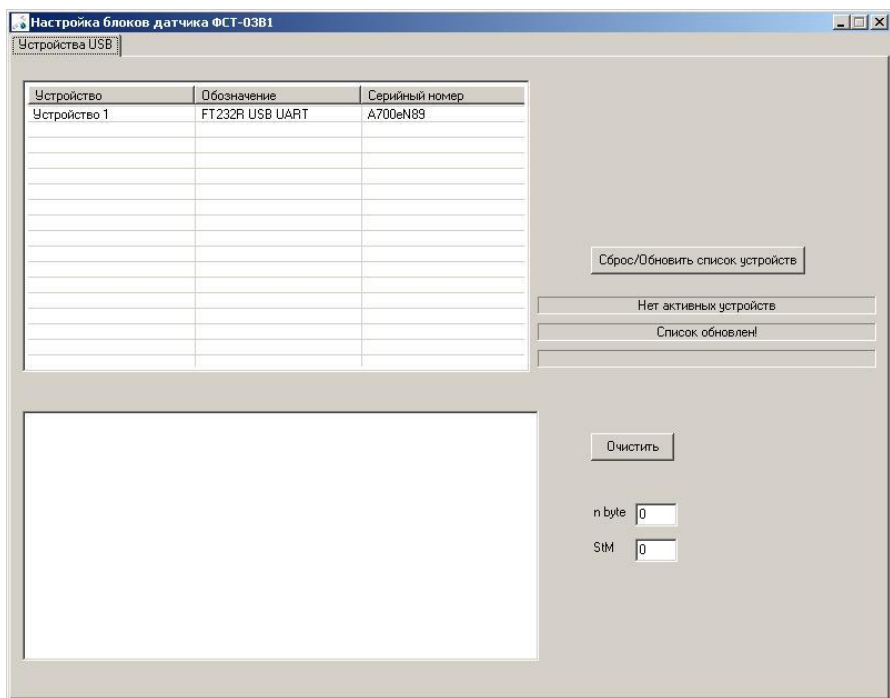 Настройка блоков датчика ФСТ-03В1
Устройства USB
Устройство Обозначение Серийный номер
Устройство 1 FT232R USB UART A700eN89
Сброс/Обновить список устройств
Нет активных устройств
Список обновлен!
Очистить
n byte 0
StM 0